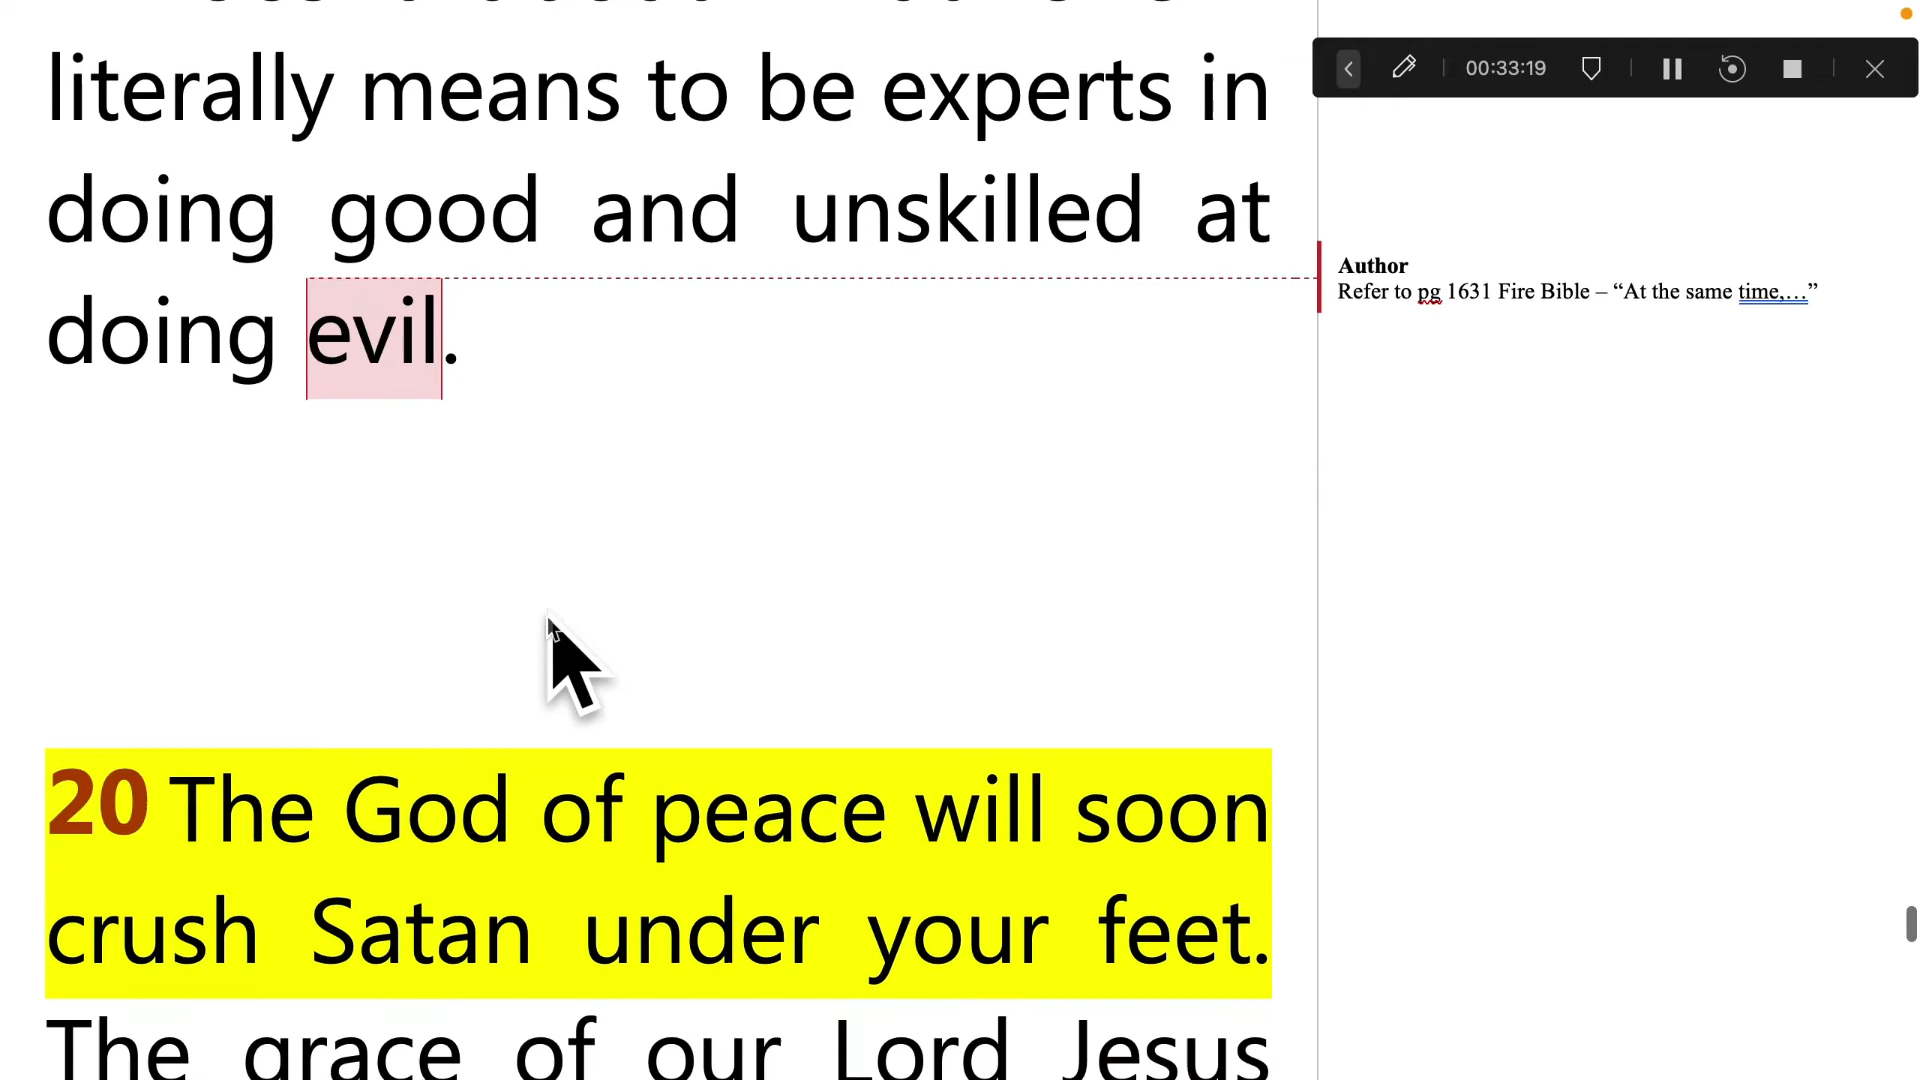 literally means to be experts in
doing good and unskilled at
doing evil.
20 The God of peace will soon
crush Satan under your feet.
The grace of our Lord Jesus
00:33:19
Author
Refer to pg 1631 Fire Bible – “At the same time,…”